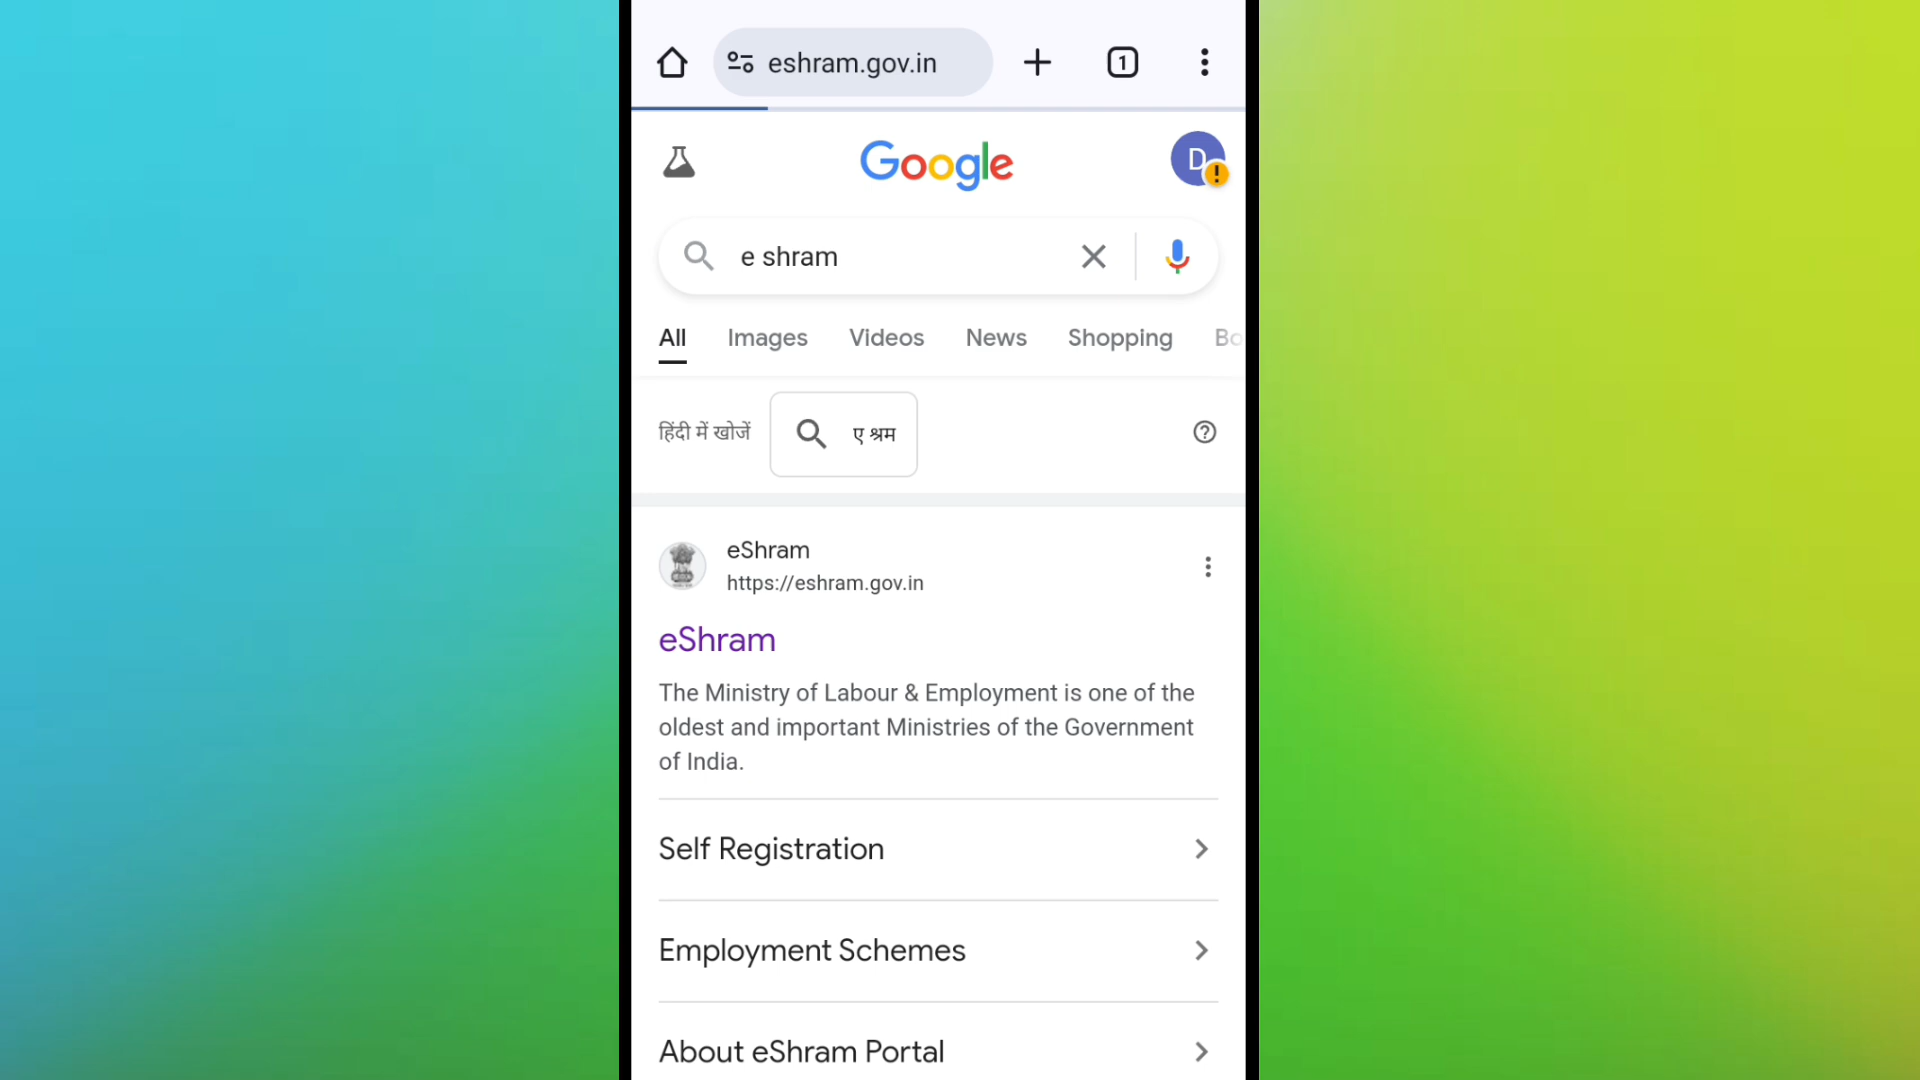 eshram.gov.in
1
Google
D
!
e shram
All Images Videos News Shopping Bo
हिंदी में खोजें ए श्रम
eShram
https://eshram.gov.in
eShram
The Ministry of Labour & Employment is one of the
oldest and important Ministries of the Government
of India.
Self Registration
Employment Schemes
About eShram Portal